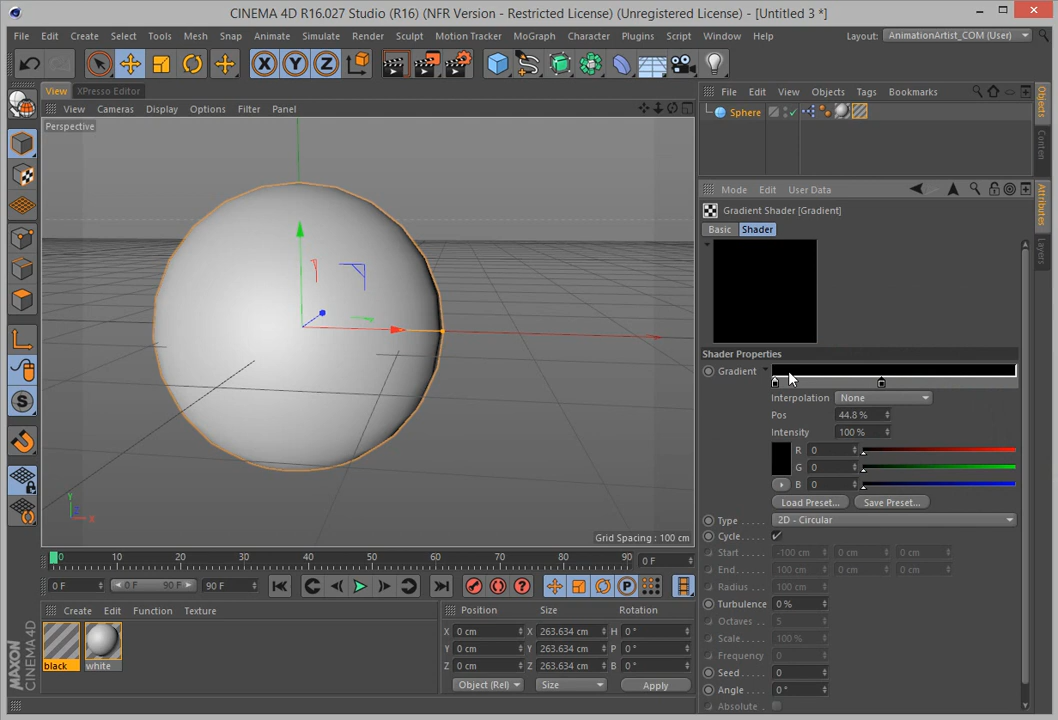 CINEMA 4D R16.027 Studio (R16) (NFR Version - Restricted License) (Unregistered License) - [Untitled 3 *]
File Edit Create Select Tools Mesh Snap Animate Simulate Render Sculpt Motion Tracker MoGraph Character Plugins Script Window Help Layout: AnimationArtist_COM (User)
X Y Z
View XPresso Editor
View Cameras Display Options Filter Panel
Perspective
Y
Z
X
Grid Spacing : 100 cm
File Edit View Objects Tags Bookmarks
Sphere
Objects
Conten
Mode Edit User Data
Attributes
Layers
Gradient Shader [Gradient]
Basic Shader
Shader Properties
Gradient
Interpolation None
Pos 44.8 %
Intensity 100 %
R 0
G 0
B 0
Load Preset... Save Preset...
Type . . . . . 2D - Circular
Cycle. . . . .
Start . . . . -100 cm 0 cm 0 cm
End. . . . . . 100 cm 0 cm 0 cm
Radius . . . 100 cm
Turbulence 0 %
Octaves . . 5
Scale. . . . . 100 %
Frequency 0
Seed . . . . . 0
Angle . . . . 0 °
Absolute .
0 10 20 30 40 50 60 70 80 90 0 F
0 F 0 F 90 F 90 F
P
S
Create Edit Function Texture
black white
Position Size Rotation
X 0 cm X 263.634 cm H 0 °
Y 0 cm Y 263.634 cm P 0 °
Z 0 cm Z 263.634 cm B 0 °
Object (Rel) Size Apply
MAXON
CINEMA 4D